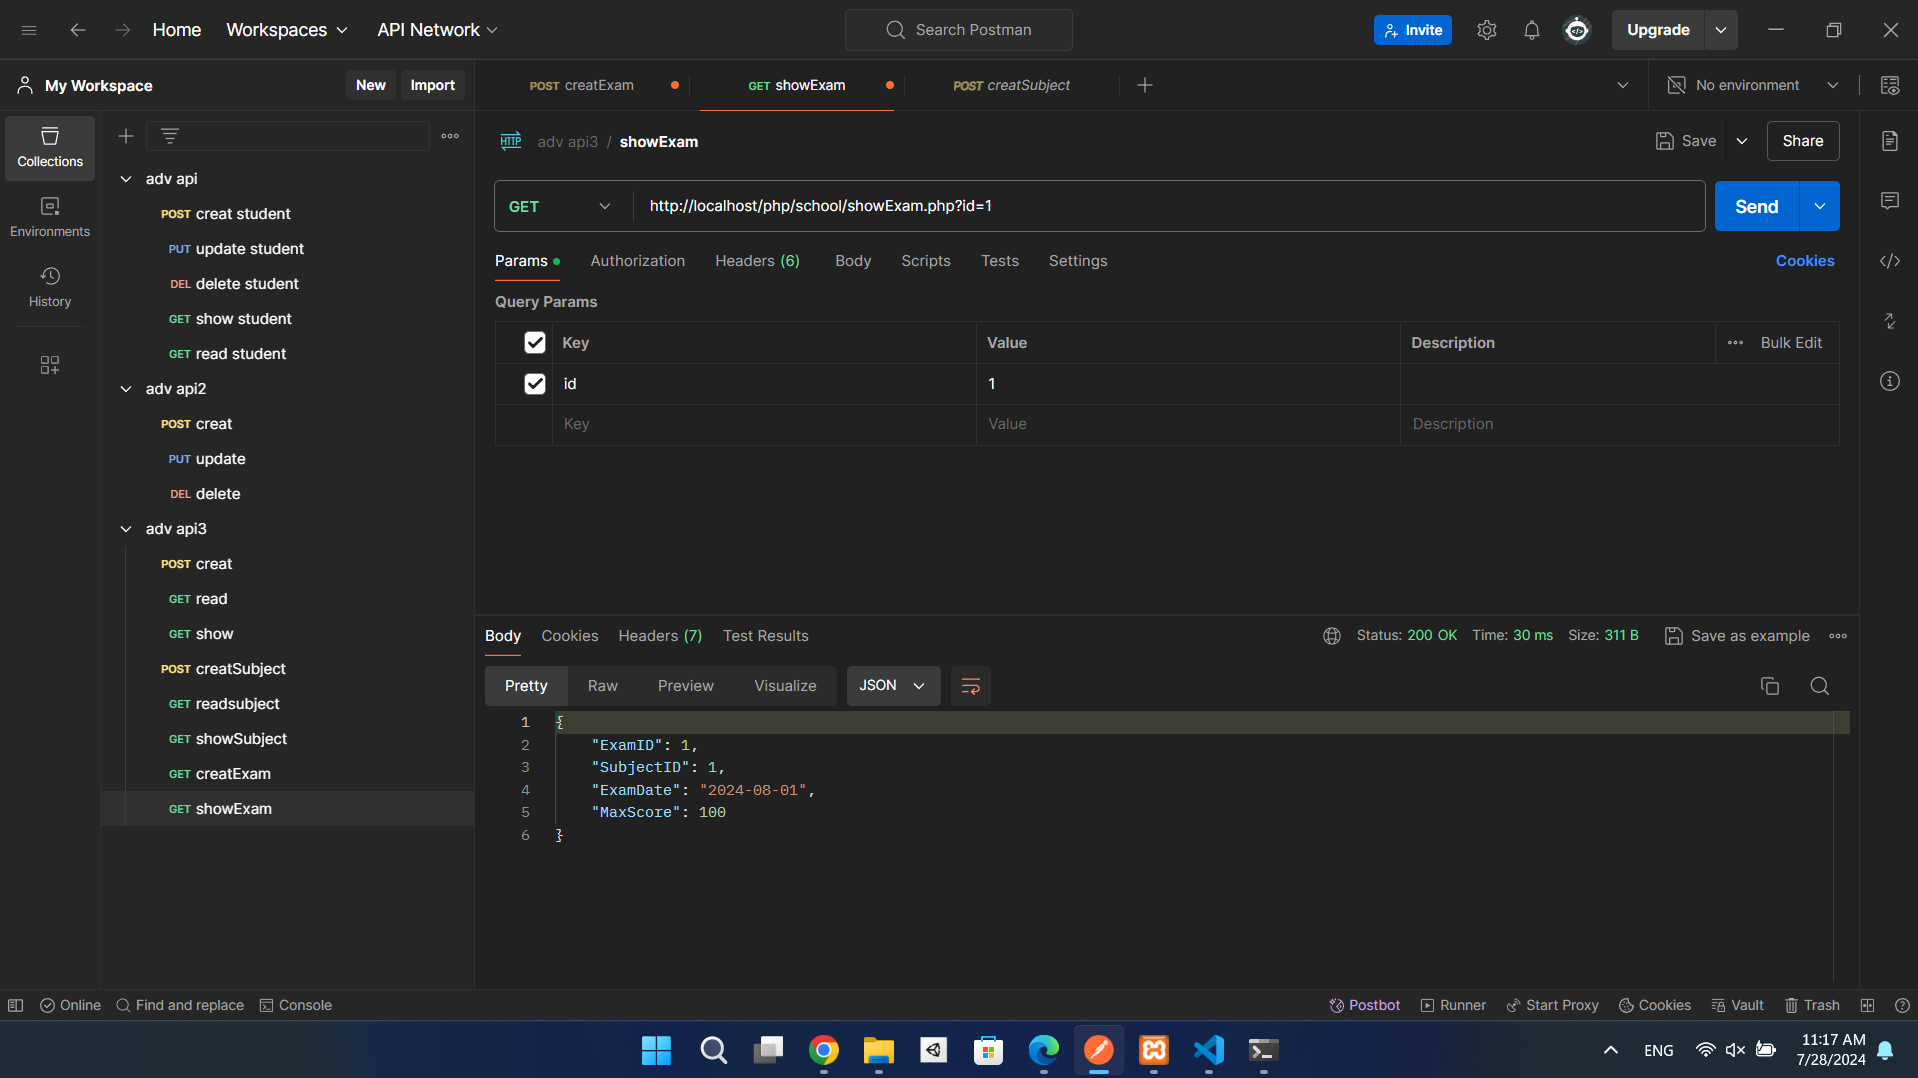 Home Workspaces API Network Search Postman Invite Upgrade
My Workspace New Import POST creatExam GET showExam POST creatSubject No environment
Collections
Environments
History
adv api
POST creat student
PUT update student
DEL delete student
GET show student
GET read student
adv api2
POST creat
PUT update
DEL delete
adv api3
POST creat
GET read
GET show
POST creatSubject
GET readsubject
GET showSubject
GET creatExam
GET showExam
HTTP adv api3 / showExam Save Share
GET http://localhost/php/school/showExam.php?id=1 Send
Params Authorization Headers (6) Body Scripts Tests Settings Cookies
Query Params
Key Value Description Bulk Edit
id 1
Key Value Description
Body Cookies Headers (7) Test Results Status: 200 OK Time: 30 ms Size: 311 B Save as example
Pretty Raw Preview Visualize JSON
1 {
2 "ExamID": 1,
3 "SubjectID": 1,
4 "ExamDate": "2024-08-01",
5 "MaxScore": 100
6 }
Online Find and replace Console Postbot Runner Start Proxy Cookies Vault Trash
ENG 11:17 AM
7/28/2024